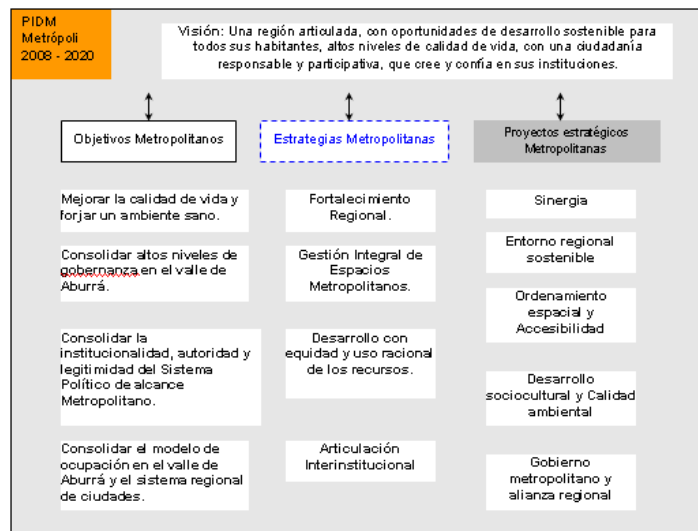 PIDM
Metrópoli
2008 - 2020
Visión: Una región articulada, con oportunidades de desarrollo sostenible para
todos sus habitantes, altos niveles de calidad de vida, con una ciudadanía
responsable y participativa, que cree y confía en sus instituciones.
Objetivos Metropolitanos
Mejorar la calidad de vida y
forjar un ambiente sano.
Consolidar altos niveles de
gobernanza en el valle de
Aburrá.
Consolidar la
institucionalidad, autoridad y
legitimidad del Sistema
Político de alcance
Metropolitano.
Consolidar el modelo de
ocupación en el valle de
Aburrá y el sistema regional
de ciudades.
Estrategias Metropolitanas
Fortalecimiento
Regional.
Gestión Integral de
Espacios
Metropolitanos.
Desarrollo con
equidad y uso racional
de los recursos.
Articulación
Interinstitucional
Proyectos estratégicos
Metropolitanas
Sinergia
Entorno regional
sostenible
Ordenamiento
espacial y
Accesibilidad
Desarrollo
sociocultural y Calidad
ambiental
Gobierno
metropolitano y
alianza regional